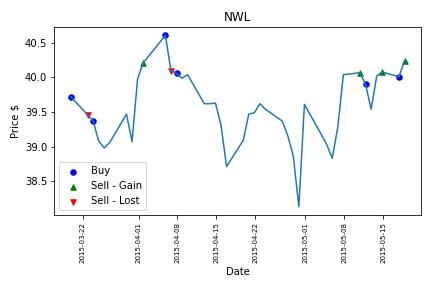 NWL
Price $
40.5
40.0
39.5
39.0
38.5
Buy
Sell - Gain
Sell - Lost
2015-03-22
2015-04-01
2015-04-08
2015-04-15
2015-04-22
2015-05-01
2015-05-08
2015-05-15
Date